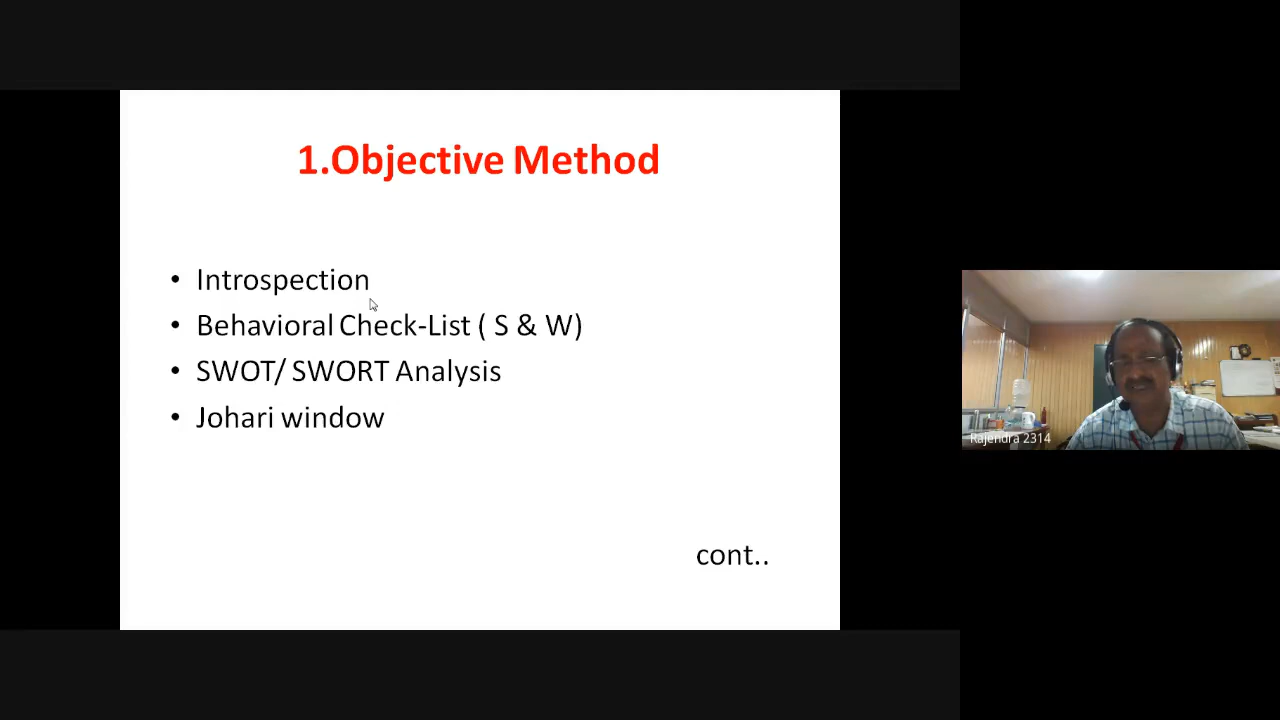 1.Objective Method
• Introspection
• Behavioral Check-List ( S & W)
• SWOT/ SWORT Analysis
• Johari window
cont..
Rajendra 2314